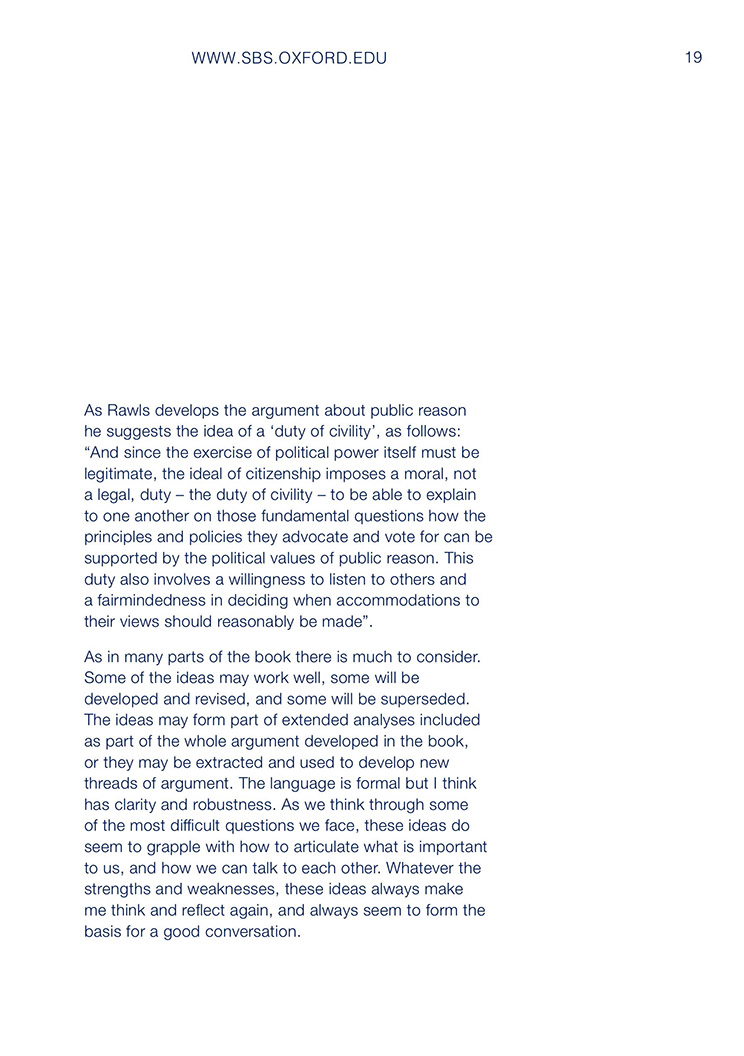 WWW.SBS.OXFORD.EDU
19
As Rawls develops the argument about public reason
he suggests the idea of a ‘duty of civility’, as follows:
“And since the exercise of political power itself must be
legitimate, the ideal of citizenship imposes a moral, not
a legal, duty – the duty of civility – to be able to explain
to one another on those fundamental questions how the
principles and policies they advocate and vote for can be
supported by the political values of public reason. This
duty also involves a willingness to listen to others and
a fairmindedness in deciding when accommodations to
their views should reasonably be made”.
As in many parts of the book there is much to consider.
Some of the ideas may work well, some will be
developed and revised, and some will be superseded.
The ideas may form part of extended analyses included
as part of the whole argument developed in the book,
or they may be extracted and used to develop new
threads of argument. The language is formal but I think
has clarity and robustness. As we think through some
of the most difficult questions we face, these ideas do
seem to grapple with how to articulate what is important
to us, and how we can talk to each other. Whatever the
strengths and weaknesses, these ideas always make
me think and reflect again, and always seem to form the
basis for a good conversation.